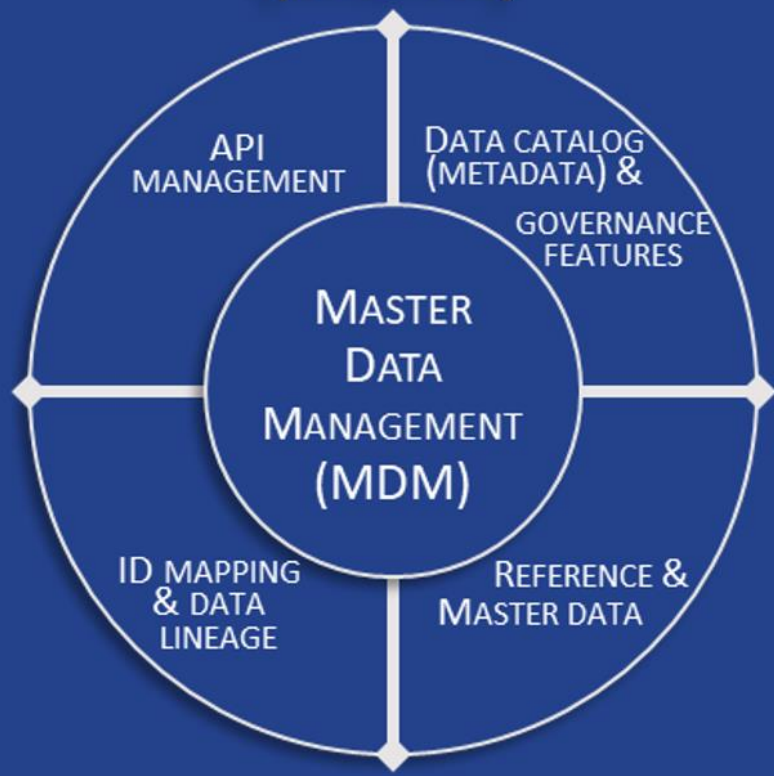 API
MANAGEMENT
DATA CATALOG
(METADATA) &
GOVERNANCE
FEATURES
MASTER
DATA
MANAGEMENT
(MDM)
ID MAPPING
& DATA
LINEAGE
REFERENCE &
MASTER DATA